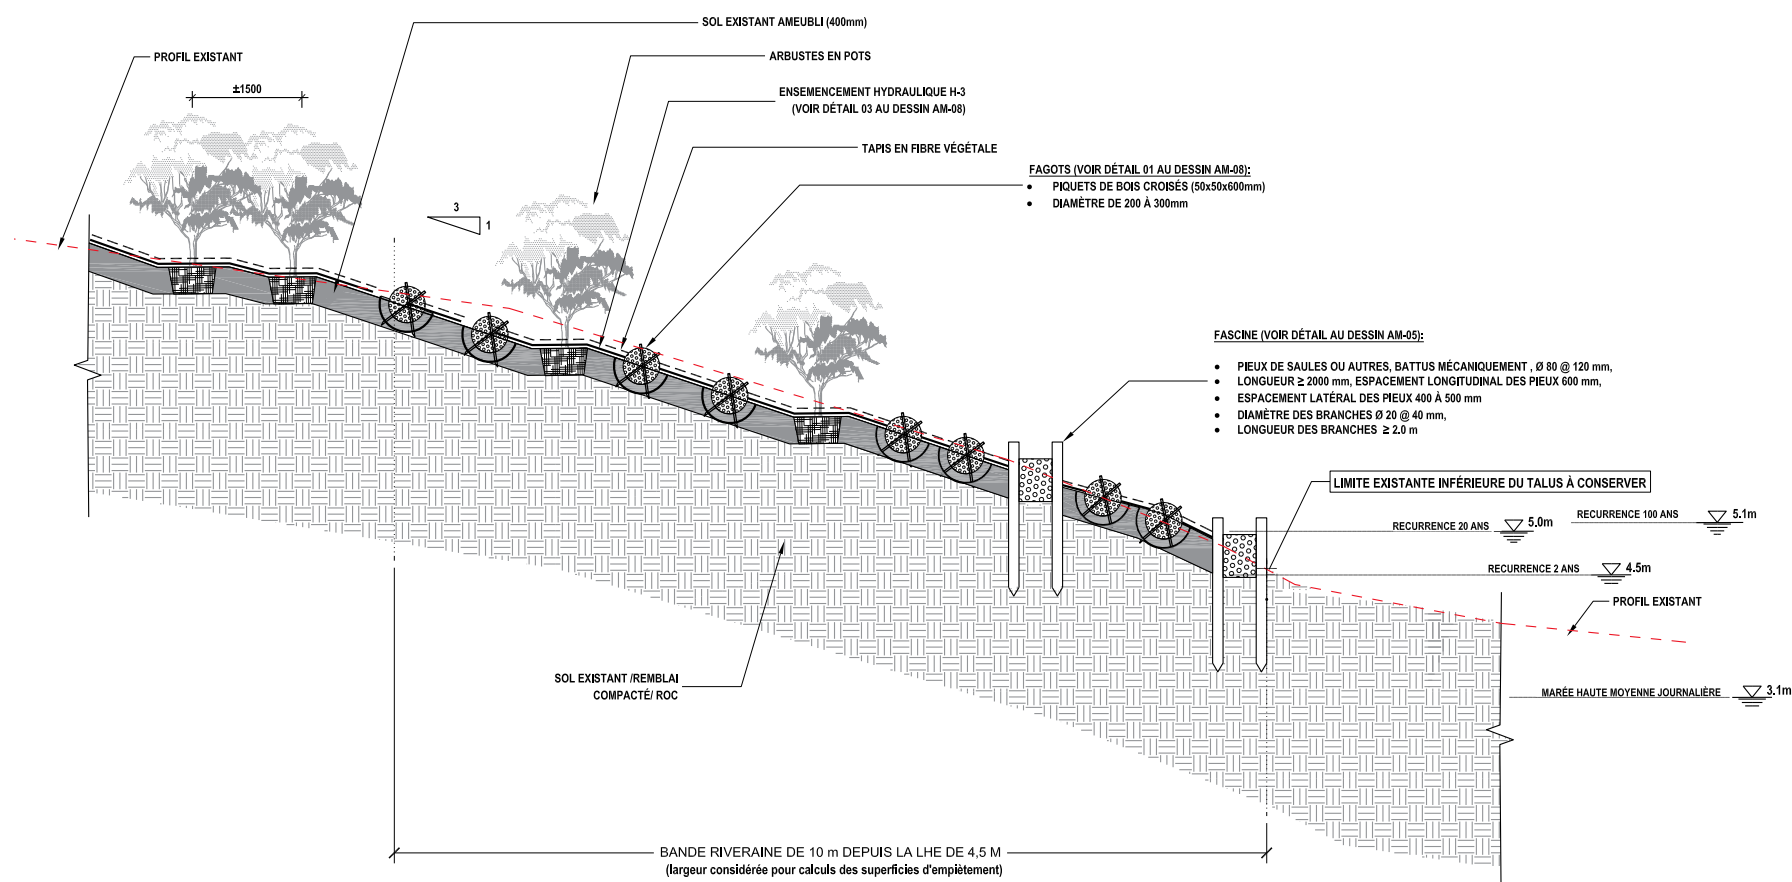 SOL EXISTANT AMEUBLI (400mm)
PROFIL EXISTANT
ARBUSTES EN POTS
±1500
ENSEMENCEMENT HYDRAULIQUE H-3
(VOIR DÉTAIL 03 AU DESSIN AM-08)
TAPIS EN FIBRE VÉGÉTALE
FAGOTS (VOIR DÉTAIL 01 AU DESSIN AM-08):
• PIQUETS DE BOIS CROISÉS (50x50x600mm)
• DIAMÈTRE DE 200 À 300mm
3
1
FASCINE (VOIR DÉTAIL AU DESSIN AM-05):
• PIEUX DE SAULES OU AUTRES, BATTUS MÉCANIQUEMENT , Ø 80 @ 120 mm,
• LONGUEUR ≥ 2000 mm, ESPACEMENT LONGITUDINAL DES PIEUX 600 mm,
• ESPACEMENT LATÉRAL DES PIEUX 400 À 500 mm
• DIAMÈTRE DES BRANCHES Ø 20 @ 40 mm,
• LONGUEUR DES BRANCHES ≥ 2.0 m
LIMITE EXISTANTE INFÉRIEURE DU TALUS À CONSERVER
RECURRENCE 20 ANS 5.0m
RECURRENCE 100 ANS 5.1m
RECURRENCE 2 ANS 4.5m
PROFIL EXISTANT
SOL EXISTANT /REMBLAI
COMPACTÉ/ ROC
MARÉE HAUTE MOYENNE JOURNALIÈRE 3.1m
BANDE RIVERAINE DE 10 m DEPUIS LA LHE DE 4,5 M
(largeur considérée pour calculs des superficies d'empiètement)